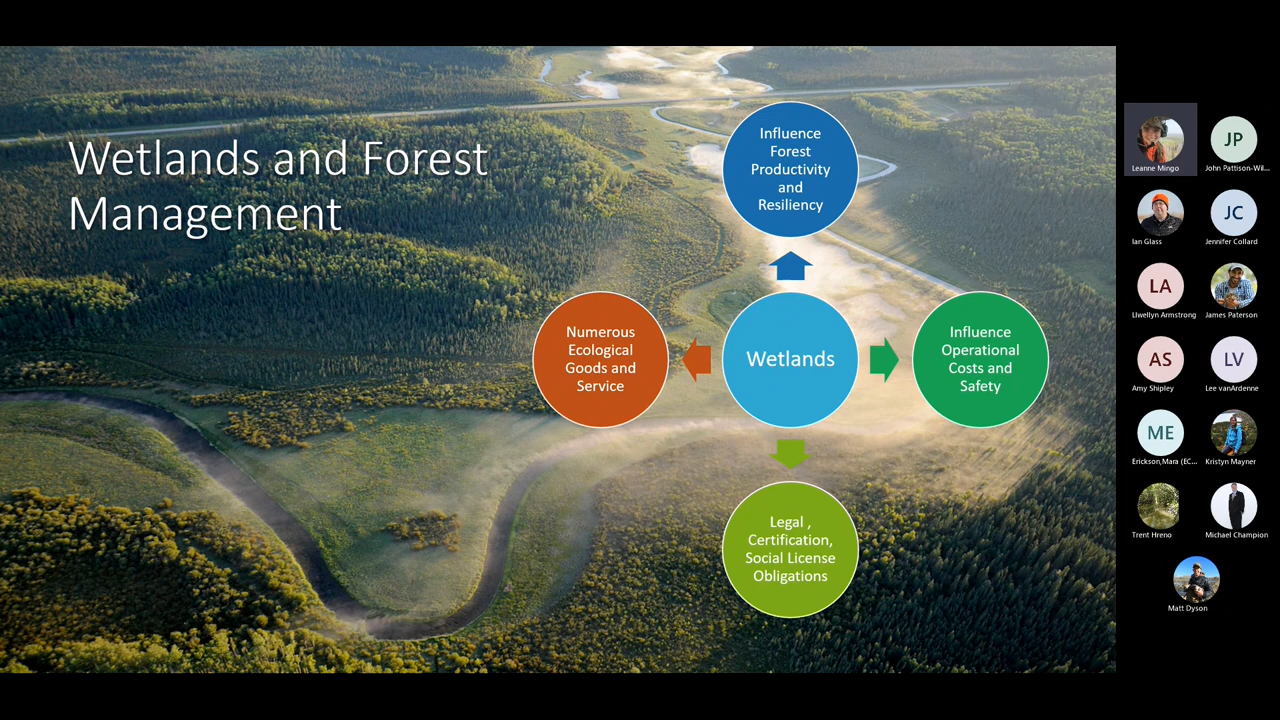 Wetlands and Forest
Management
Influence
Forest
Productivity
and
Resiliency
Numerous
Ecological
Goods and
Service
Wetlands
Influence
Operational
Costs and
Safety
Legal ,
Certification,
Social License
Obligations
Leanne Mingo
JP
John Pattison-Wil...
Ian Glass
JC
Jennifer Collard
LA
Llwellyn Armstrong
James Paterson
AS
Amy Shipley
LV
Lee vanArdenne
ME
Erickson,Mara (EC...
Kristyn Mayner
Trent Hreno
Michael Champion
Matt Dyson